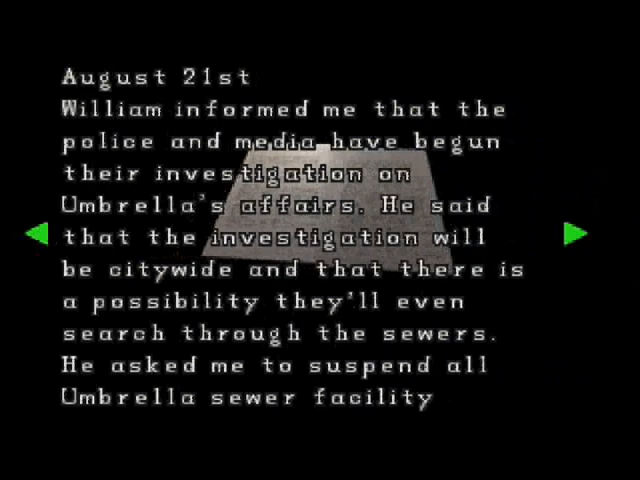 August 21st
William informed me that the
police and media have begun
their investigation on
Umbrella's affairs. He said
that the investigation will
be citywide and that there is
a possibility they'll even
search through the sewers.
He asked me to suspend all
Umbrella sewer facility